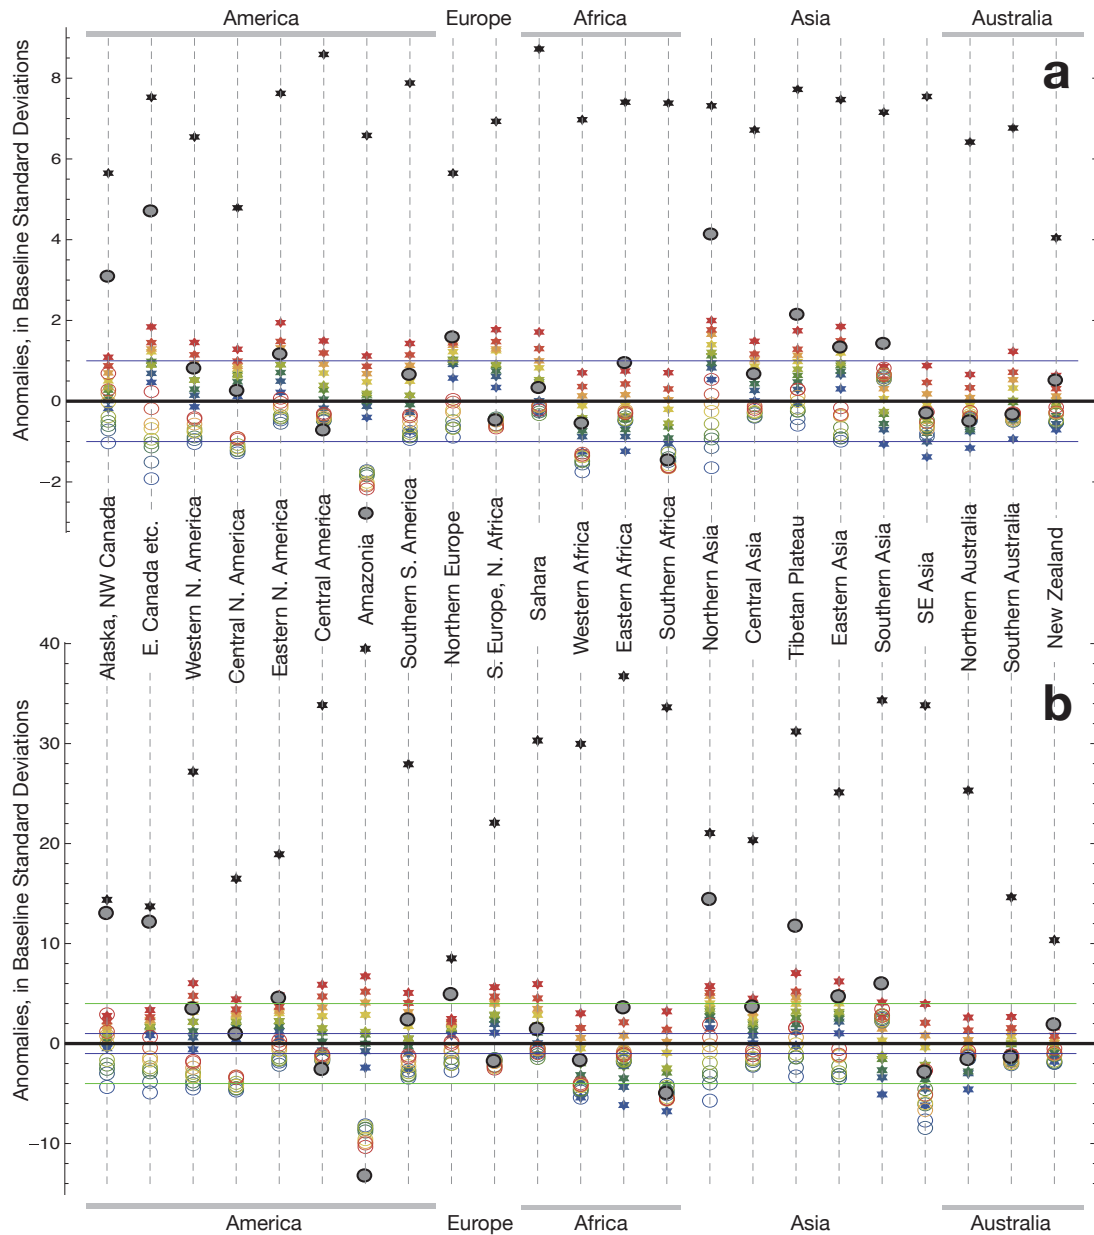 America Europe Africa Asia Australia
a
Anomalies, in Baseline Standard Deviations
8
6
4
2
0
−2
Alaska, NW Canada
E. Canada etc.
Western N. America
Central N. America
Eastern N. America
Central America
Amazonia
Southern S. America
Northern Europe
S. Europe, N. Africa
Sahara
Western Africa
Eastern Africa
Southern Africa
Northern Asia
Central Asia
Tibetan Plateau
Eastern Asia
Southern Asia
SE Asia
Northern Australia
Southern Australia
New Zealand
b
Anomalies, in Baseline Standard Deviations
40
30
20
10
0
−10
America Europe Africa Asia Australia